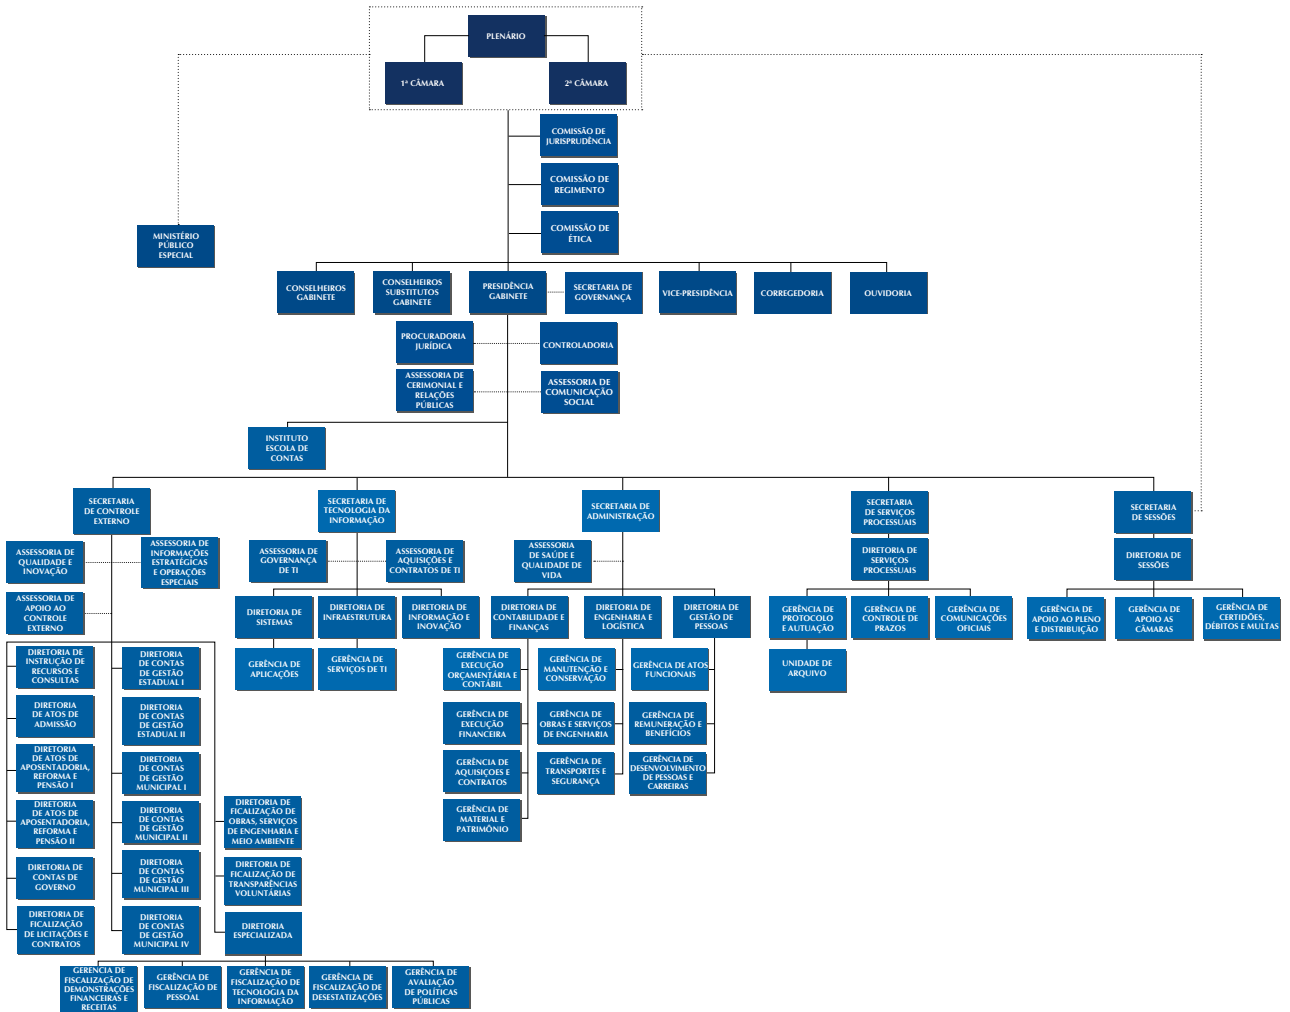 PLENÁRIO
1ª CÂMARA
2ª CÂMARA
COMISSÃO DE
JURISPRUDÊNCIA
COMISSÃO DE
REGIMENTO
COMISSÃO DE
ÉTICA
MINISTÉRIO
PÚBLICO
ESPECIAL
CONSELHEIROS
GABINETE
CONSELHEIROS
SUBSTITUTOS
GABINETE
PRESIDÊNCIA
GABINETE
SECRETARIA DE
GOVERNANÇA
VICE-PRESIDÊNCIA
CORREGEDORIA
OUVIDORIA
PROCURADORIA
JURÍDICA
CONTROLADORIA
ASSESSORIA DE
CERIMONIAL E
RELAÇÕES
PÚBLICAS
ASSESSORIA DE
COMUNICAÇÃO
SOCIAL
INSTITUTO
ESCOLA DE
CONTAS
SECRETARIA
DE CONTROLE
EXTERNO
SECRETARIA DE
TECNOLOGIA DA
INFORMAÇÃO
SECRETARIA DE
ADMINISTRAÇÃO
SECRETARIA
DE SERVIÇOS
PROCESSUAIS
SECRETARIA
DE SESSÕES
ASSESSORIA DE
QUALIDADE E
INOVAÇÃO
ASSESSORIA DE
INFORMAÇÕES
ESTRATÉGICAS
E OPERAÇÕES
ESPECIAIS
ASSESSORIA DE
GOVERNANÇA
DE TI
ASSESSORIA DE
AQUISIÇÕES E
CONTRATOS DE TI
ASSESSORIA
DE SAÚDE E
QUALIDADE DE
VIDA
DIRETORIA DE
SERVIÇOS
PROCESSUAIS
DIRETORIA DE
SESSÕES
ASSESSORIA DE
APOIO AO
CONTROLE
EXTERNO
DIRETORIA DE
SISTEMAS
DIRETORIA DE
INFRAESTRUTURA
DIRETORIA DE
INFORMAÇÃO E
INOVAÇÃO
DIRETORIA DE
CONTABILIDADE E
FINANÇAS
DIRETORIA DE
ENGENHARIA E
LOGÍSTICA
DIRETORIA DE
GESTÃO DE
PESSOAS
GERÊNCIA DE
PROTOCOLO
E AUTUAÇÃO
GERÊNCIA DE
CONTROLE DE
PRAZOS
GERÊNCIA DE
COMUNICAÇÕES
OFICIAIS
GERÊNCIA DE
APOIO AO PLENO
E DISTRIBUIÇÃO
GERÊNCIA DE
APOIO AS
CÂMARAS
GERÊNCIA DE
CERTIDÕES,
DÉBITOS E MULTAS
DIRETORIA DE
INSTRUÇÃO DE
RECURSOS E
CONSULTAS
DIRETORIA
DE CONTAS
DE GESTÃO
ESTADUAL I
GERÊNCIA DE
APLICAÇÕES
GERÊNCIA DE
SERVIÇOS DE TI
GERÊNCIA DE
EXECUÇÃO
ORÇAMENTÁRIA E
CONTÁBIL
GERÊNCIA DE
MANUTENÇÃO E
CONSERVAÇÃO
GERÊNCIA DE ATOS
FUNCIONAIS
UNIDADE DE
ARQUIVO
DIRETORIA
DE ATOS DE
ADMISSÃO
DIRETORIA
DE CONTAS
DE GESTÃO
ESTADUAL II
GERÊNCIA DE
EXECUÇÃO
FINANCEIRA
GERÊNCIA DE
OBRAS E SERVIÇOS
DE ENGENHARIA
GERÊNCIA DE
REMUNERAÇÃO E
BENEFÍCIOS
DIRETORIA
DE ATOS DE
APOSENTADORIA,
REFORMA E
PENSÃO I
DIRETORIA
DE CONTAS
DE GESTÃO
MUNICIPAL I
GERÊNCIA DE
AQUISIÇOES E
CONTRATOS
GERÊNCIA DE
TRANSPORTES E
SEGURANÇA
GERÊNCIA DE
DESENVOLVIMENTO
DE PESSOAS E
CARREIRAS
DIRETORIA
DE ATOS DE
APOSENTADORIA,
REFORMA E
PENSÃO II
DIRETORIA
DE CONTAS
DE GESTÃO
MUNICIPAL II
DIRETORIA DE
FICALIZAÇÃO DE
OBRAS, SERVIÇOS
DE ENGENHARIA E
MEIO AMBIENTE
GERÊNCIA DE
MATERIAL E
PATRIMÔNIO
DIRETORIA DE
CONTAS DE
GOVERNO
DIRETORIA
DE CONTAS
DE GESTÃO
MUNICIPAL III
DIRETORIA DE
FICALIZAÇÃO DE
TRANSPARÊNCIAS
VOLUNTÁRIAS
DIRETORIA DE
FICALIZAÇÃO
DE LICITAÇÕES E
CONTRATOS
DIRETORIA
DE CONTAS
DE GESTÃO
MUNICIPAL IV
DIRETORIA
ESPECIALIZADA
GERENCIA DE
FISCALIZAÇÃO DE
DEMONSTRAÇÕES
FINANCEIRAS E
RECEITAS
GERÊNCIA DE
FISCALIZAÇÃO DE
PESSOAL
GERÊNCIA DE
FISCALIZAÇÃO DE
TECNOLOGIA DA
INFORMAÇÃO
GERÊNCIA DE
FISCALIZAÇÃO DE
DESESTATIZAÇÕES
GERÊNCIA DE
AVALIAÇÃO
DE POLÍTICAS
PÚBLICAS